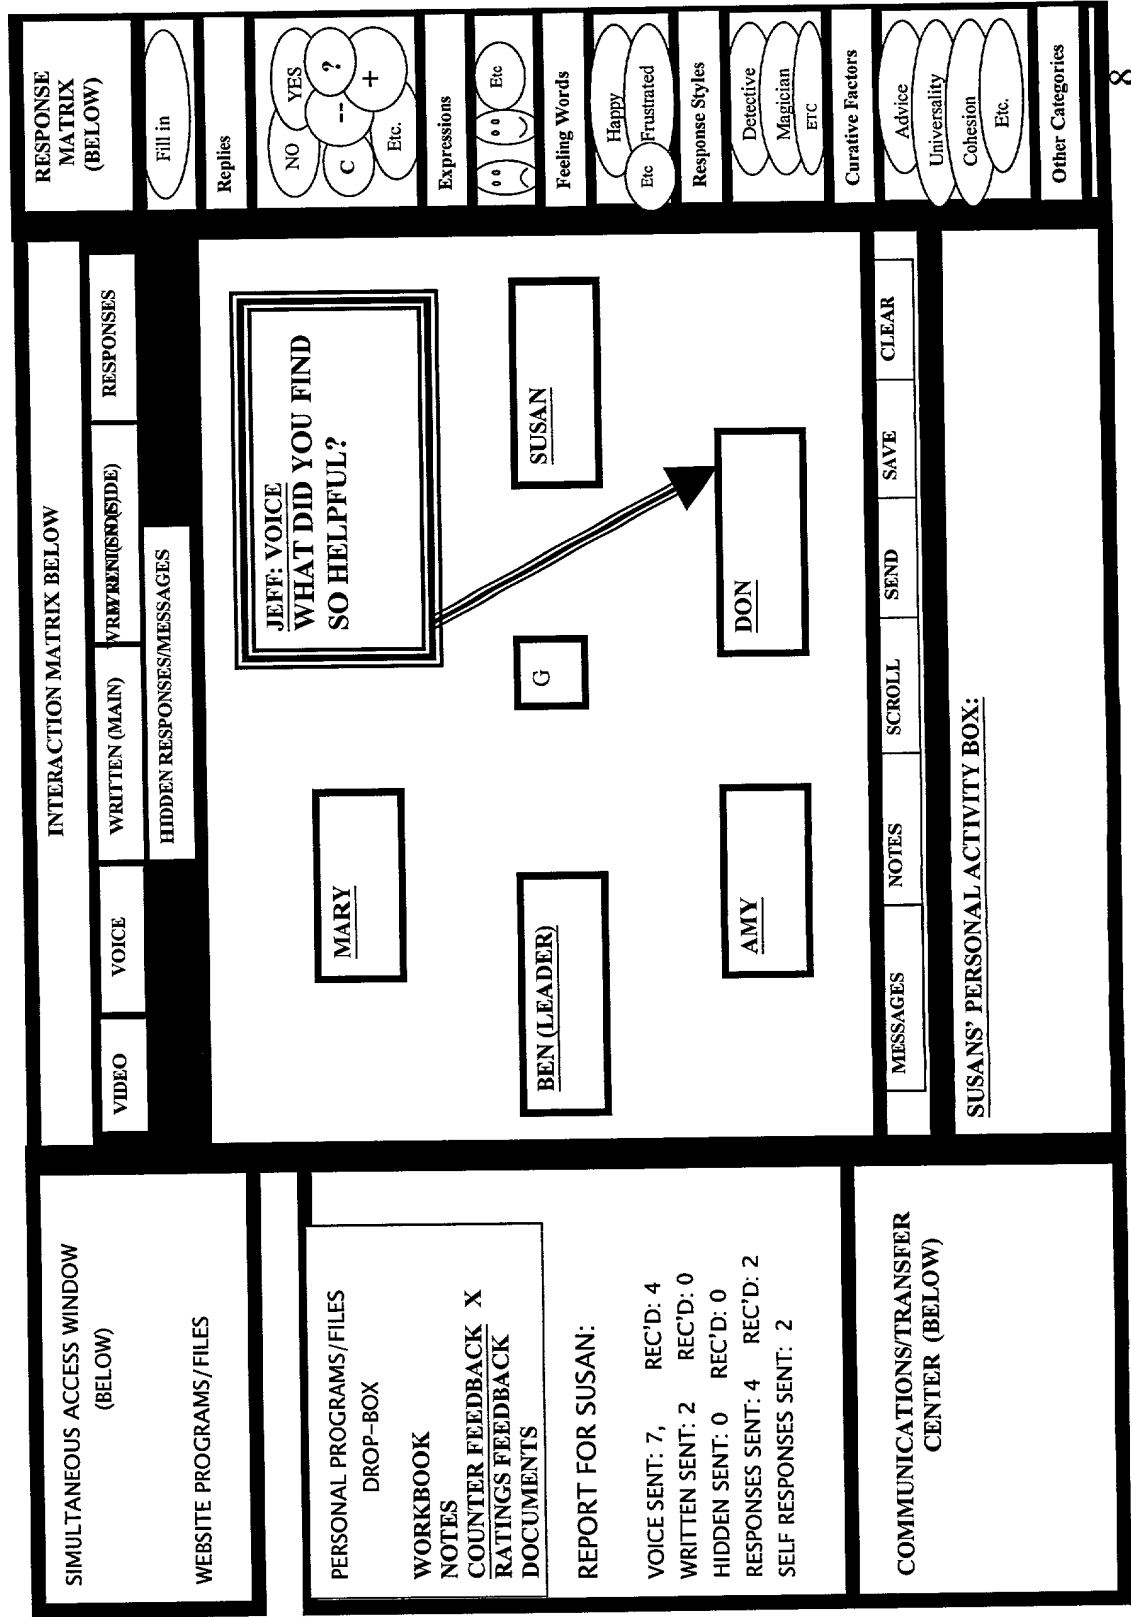 SIMULTANEOUS ACCESS WINDOW
(BELOW)
WEBSITE PROGRAMS/FILES
PERSONAL PROGRAMS/FILES
DROP-BOX
WORKBOOK
NOTES
COUNTER FEEDBACK X
RATINGS FEEDBACK
DOCUMENTS
REPORT FOR SUSAN:
VOICE SENT: 7, REC'D: 4
WRITTEN SENT: 2 REC'D: 0
HIDDEN SENT: 0 REC'D: 0
RESPONSES SENT: 4 REC'D: 2
SELF RESPONSES SENT: 2
COMMUNICATIONS/TRANSFER
CENTER (BELOW)
INTERACTION MATRIX BELOW
VIDEO
VOICE
WRITTEN (MAIN)
RESPONSES
HIDDEN RESPONSES/MESSAGES
JEFF: VOICE
WHAT DID YOU FIND
SO HELPFUL?
MARY
SUSAN
G
BEN (LEADER)
DON
AMY
MESSAGES
NOTES
SCROLL
SEND
SAVE
CLEAR
SUSANS' PERSONAL ACTIVITY BOX:
RESPONSE
MATRIX
(BELOW)
Fill in
Replies
NO
YES
?
C
--
+
Etc.
Expressions
Etc
Feeling Words
Happy
Etc
Frustrated
Response Styles
Detective
Magician
ETC
Curative Factors
Advice
Universality
Cohesion
Etc.
Other Categories
8